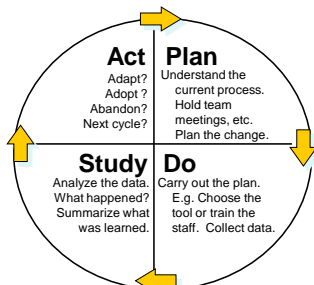 Act
Adapt?
Adopt ?
Abandon?
Next cycle?
Plan
Understand the
current process.
Hold team
meetings, etc.
Plan the change.
Study
Analyze the data.
What happened?
Summarize what
was learned.
Do
Carry out the plan.
E.g. Choose the
tool or train the
staff. Collect data.